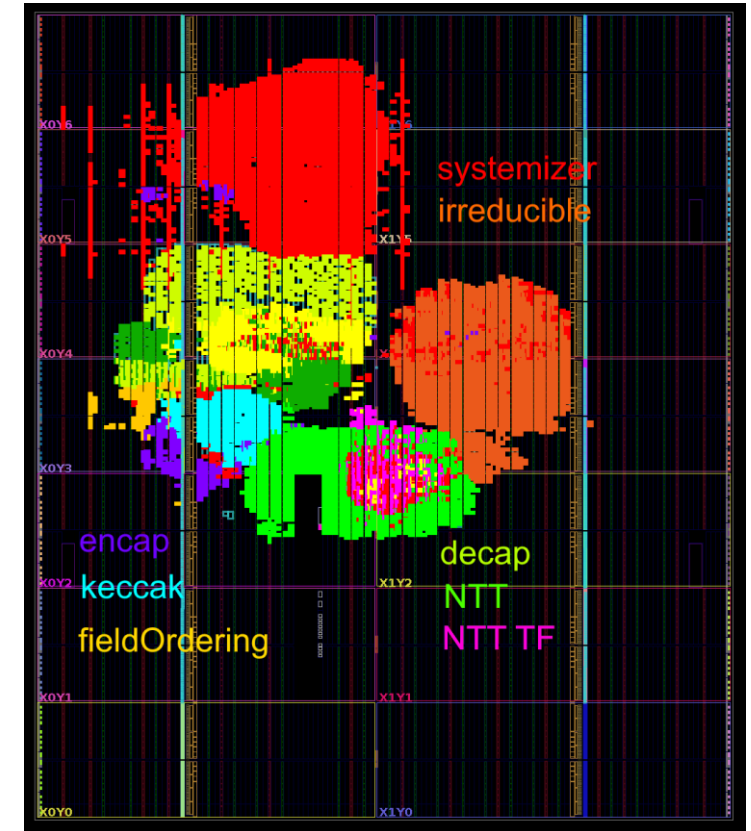 X0Y6
systemizer
irreducible
X0Y5
X1Y5
X0Y4
X0Y3
encap
decap
X0Y2
X1Y2
keccak
NTT
fieldOrdering
NTT TF
X0Y1
X1Y1
X0Y0
X1Y0